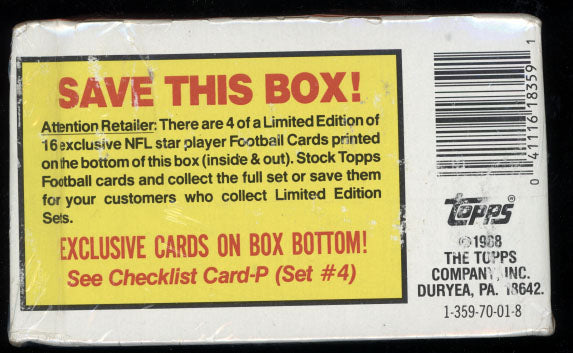 SAVE THIS BOX!
Attention Retailer: There are 4 of a Limited Edition of
16 exclusive NFL star player Football Cards printed
on the bottom of this box (inside & out). Stock Topps
Football cards and collect the full set or save them
for your customers who collect Limited Edition
Sets.
EXCLUSIVE CARDS ON BOX BOTTOM!
See Checklist Card-P (Set #4)
0 41116 18359 1
Topps®
©1988
THE TOPPS
COMPANY, INC.
DURYEA, PA. 18642.
1-359-70-01-8